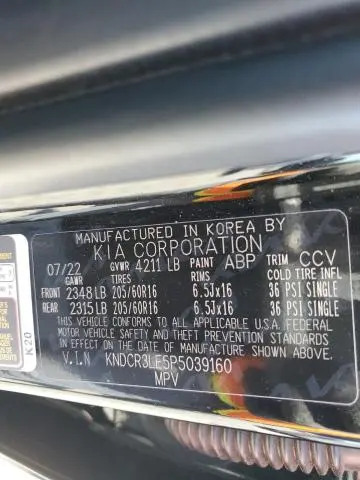 MANUFACTURED IN KOREA BY
KIA CORPORATION
07/22 GVWR 4211 LB PAINT ABP TRIM CCV
GAWR TIRES RIMS COLD TIRE INFL
FRONT 2348 LB 205/60R16 6.5Jx16 36 PSI SINGLE
REAR 2315 LB 205/60R16 6.5Jx16 36 PSI SINGLE
THIS VEHICLE CONFORMS TO ALL APPLICABLE U.S.A. FEDERAL
MOTOR VEHICLE SAFETY AND THEFT PREVENTION STANDARDS
IN EFFECT ON THE DATE OF MANUFACTURE SHOWN ABOVE.
V.I.N KNDCR3LE5P5039160
MPV
K20